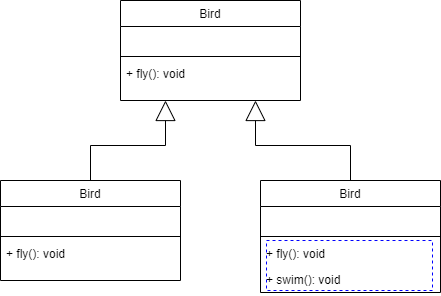 Bird
+ fly(): void
Bird
+ fly(): void
Bird
+ fly(): void
+ swim(): void